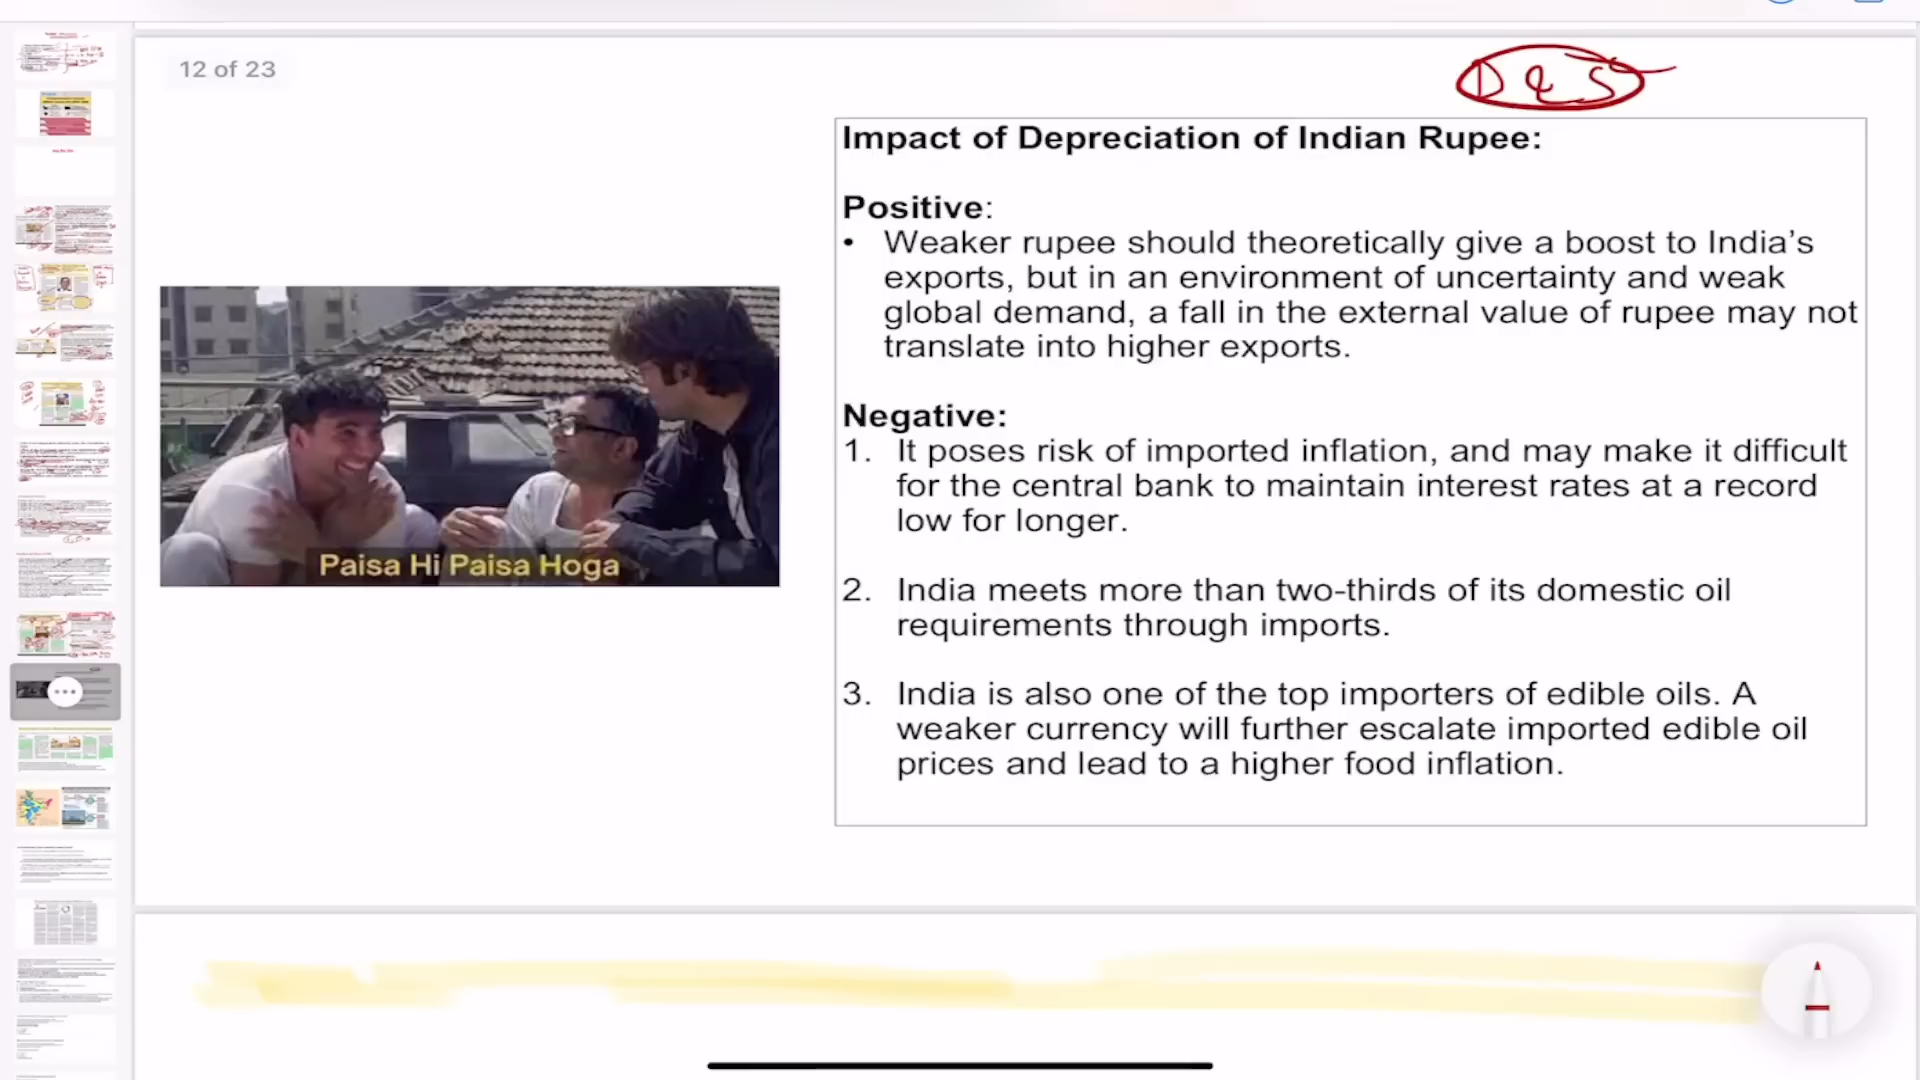 12 of 23
D & S
Impact of Depreciation of Indian Rupee:
Positive:
• Weaker rupee should theoretically give a boost to India’s
exports, but in an environment of uncertainty and weak
global demand, a fall in the external value of rupee may not
translate into higher exports.
Paisa Hi Paisa Hoga
Negative:
1. It poses risk of imported inflation, and may make it difficult
for the central bank to maintain interest rates at a record
low for longer.
2. India meets more than two-thirds of its domestic oil
requirements through imports.
3. India is also one of the top importers of edible oils. A
weaker currency will further escalate imported edible oil
prices and lead to a higher food inflation.